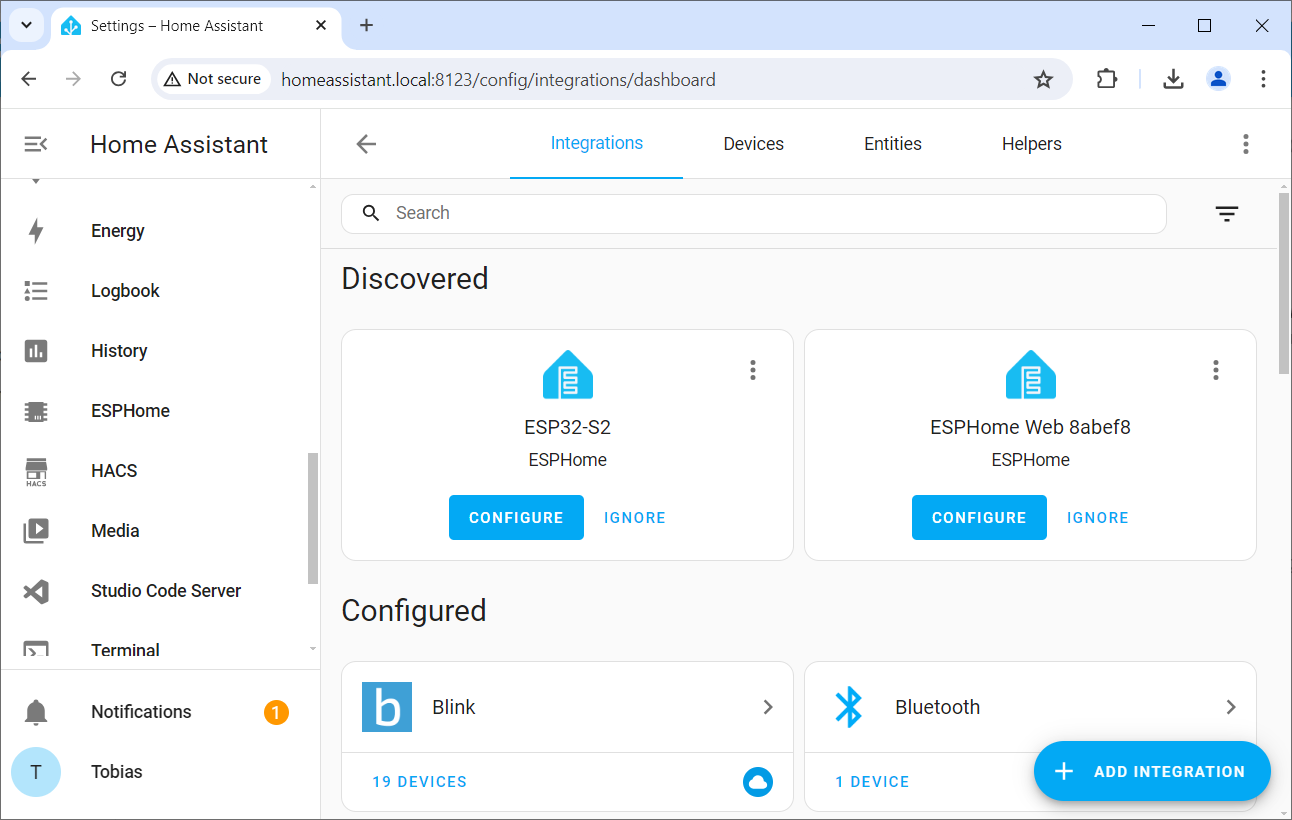 Settings – Home Assistant
Not secure
homeassistant.local:8123/config/integrations/dashboard
Home Assistant
Integrations
Devices
Entities
Helpers
Energy
Logbook
History
ESPHome
HACS
HACS
Media
Studio Code Server
Terminal
Notifications
1
T
Tobias
Search
Discovered
ESP32-S2
ESPHome
CONFIGURE
IGNORE
ESPHome Web 8abef8
ESPHome
CONFIGURE
IGNORE
Configured
b
Blink
19 DEVICES
Bluetooth
1 DEVICE
ADD INTEGRATION